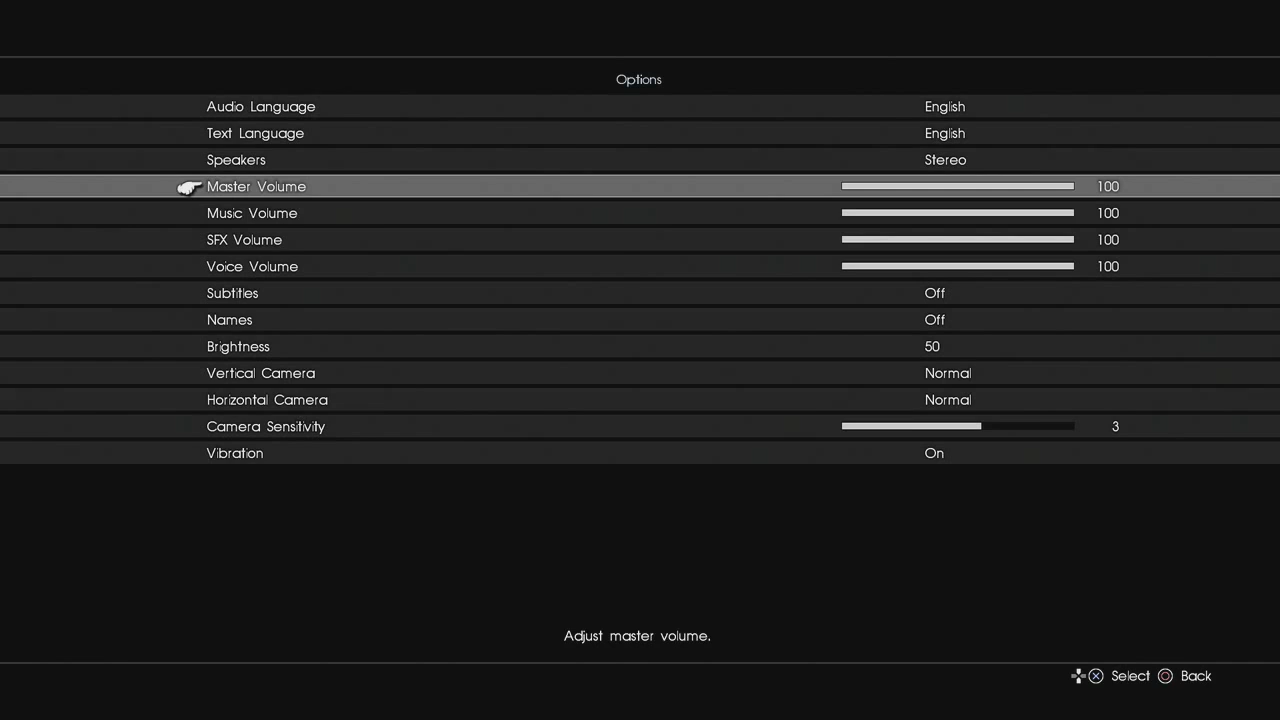 Options
Audio Language English
Text Language English
Speakers Stereo
Master Volume 100
Music Volume 100
SFX Volume 100
Voice Volume 100
Subtitles Off
Names Off
Brightness 50
Vertical Camera Normal
Horizontal Camera Normal
Camera Sensitivity 3
Vibration On
Adjust master volume.
Select Back